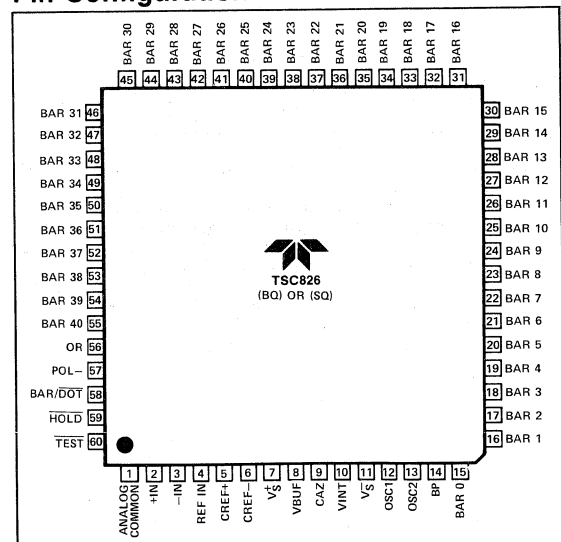 BAR 30 BAR 29 BAR 28 BAR 27 BAR 26 BAR 25 BAR 24 BAR 23 BAR 22 BAR 21 BAR 20 BAR 19 BAR 18 BAR 17 BAR 16
45 44 43 42 41 40 39 38 37 36 35 34 33 32 31
BAR 31 46
BAR 32 47
BAR 33 48
BAR 34 49
BAR 35 50
BAR 36 51
BAR 37 52
BAR 38 53
BAR 39 54
BAR 40 55
OR 56
POL– 57
BAR/D̅O̅T̅ 58
H̅O̅L̅D̅ 59
T̅E̅S̅T̅ 60
TSC826
(BQ) OR (SQ)
30 BAR 15
29 BAR 14
28 BAR 13
27 BAR 12
26 BAR 11
25 BAR 10
24 BAR 9
23 BAR 8
22 BAR 7
21 BAR 6
20 BAR 5
19 BAR 4
18 BAR 3
17 BAR 2
16 BAR 1
1 2 3 4 5 6 7 8 9 10 11 12 13 14 15
ANALOG COMMON
+IN
–IN
REF IN
CREF+
CREF–
V+S
VBUF
CAZ
VINT
V–S
OSC1
OSC2
BP
BAR 0